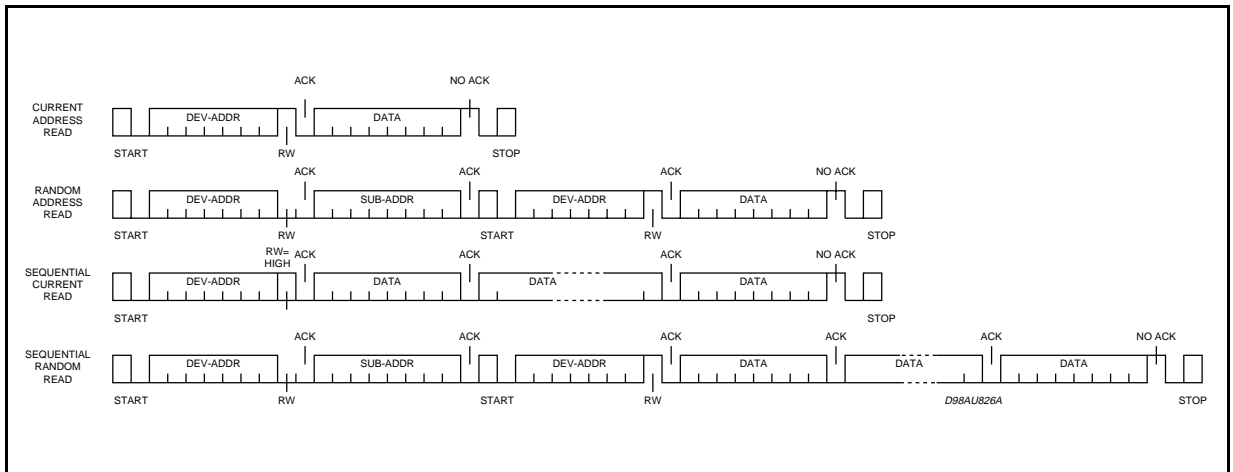 ACK NO ACK
CURRENT
ADDRESS
READ
DEV-ADDR DATA
START RW STOP
ACK ACK ACK NO ACK
RANDOM
ADDRESS
READ
DEV-ADDR SUB-ADDR DEV-ADDR DATA
START RW START RW STOP
RW=
HIGH
ACK ACK ACK NO ACK
SEQUENTIAL
CURRENT
READ
DEV-ADDR DATA DATA DATA
START STOP
ACK ACK ACK ACK ACK NO ACK
SEQUENTIAL
RANDOM
READ
DEV-ADDR SUB-ADDR DEV-ADDR DATA DATA DATA
START RW START RW D98AU826A STOP